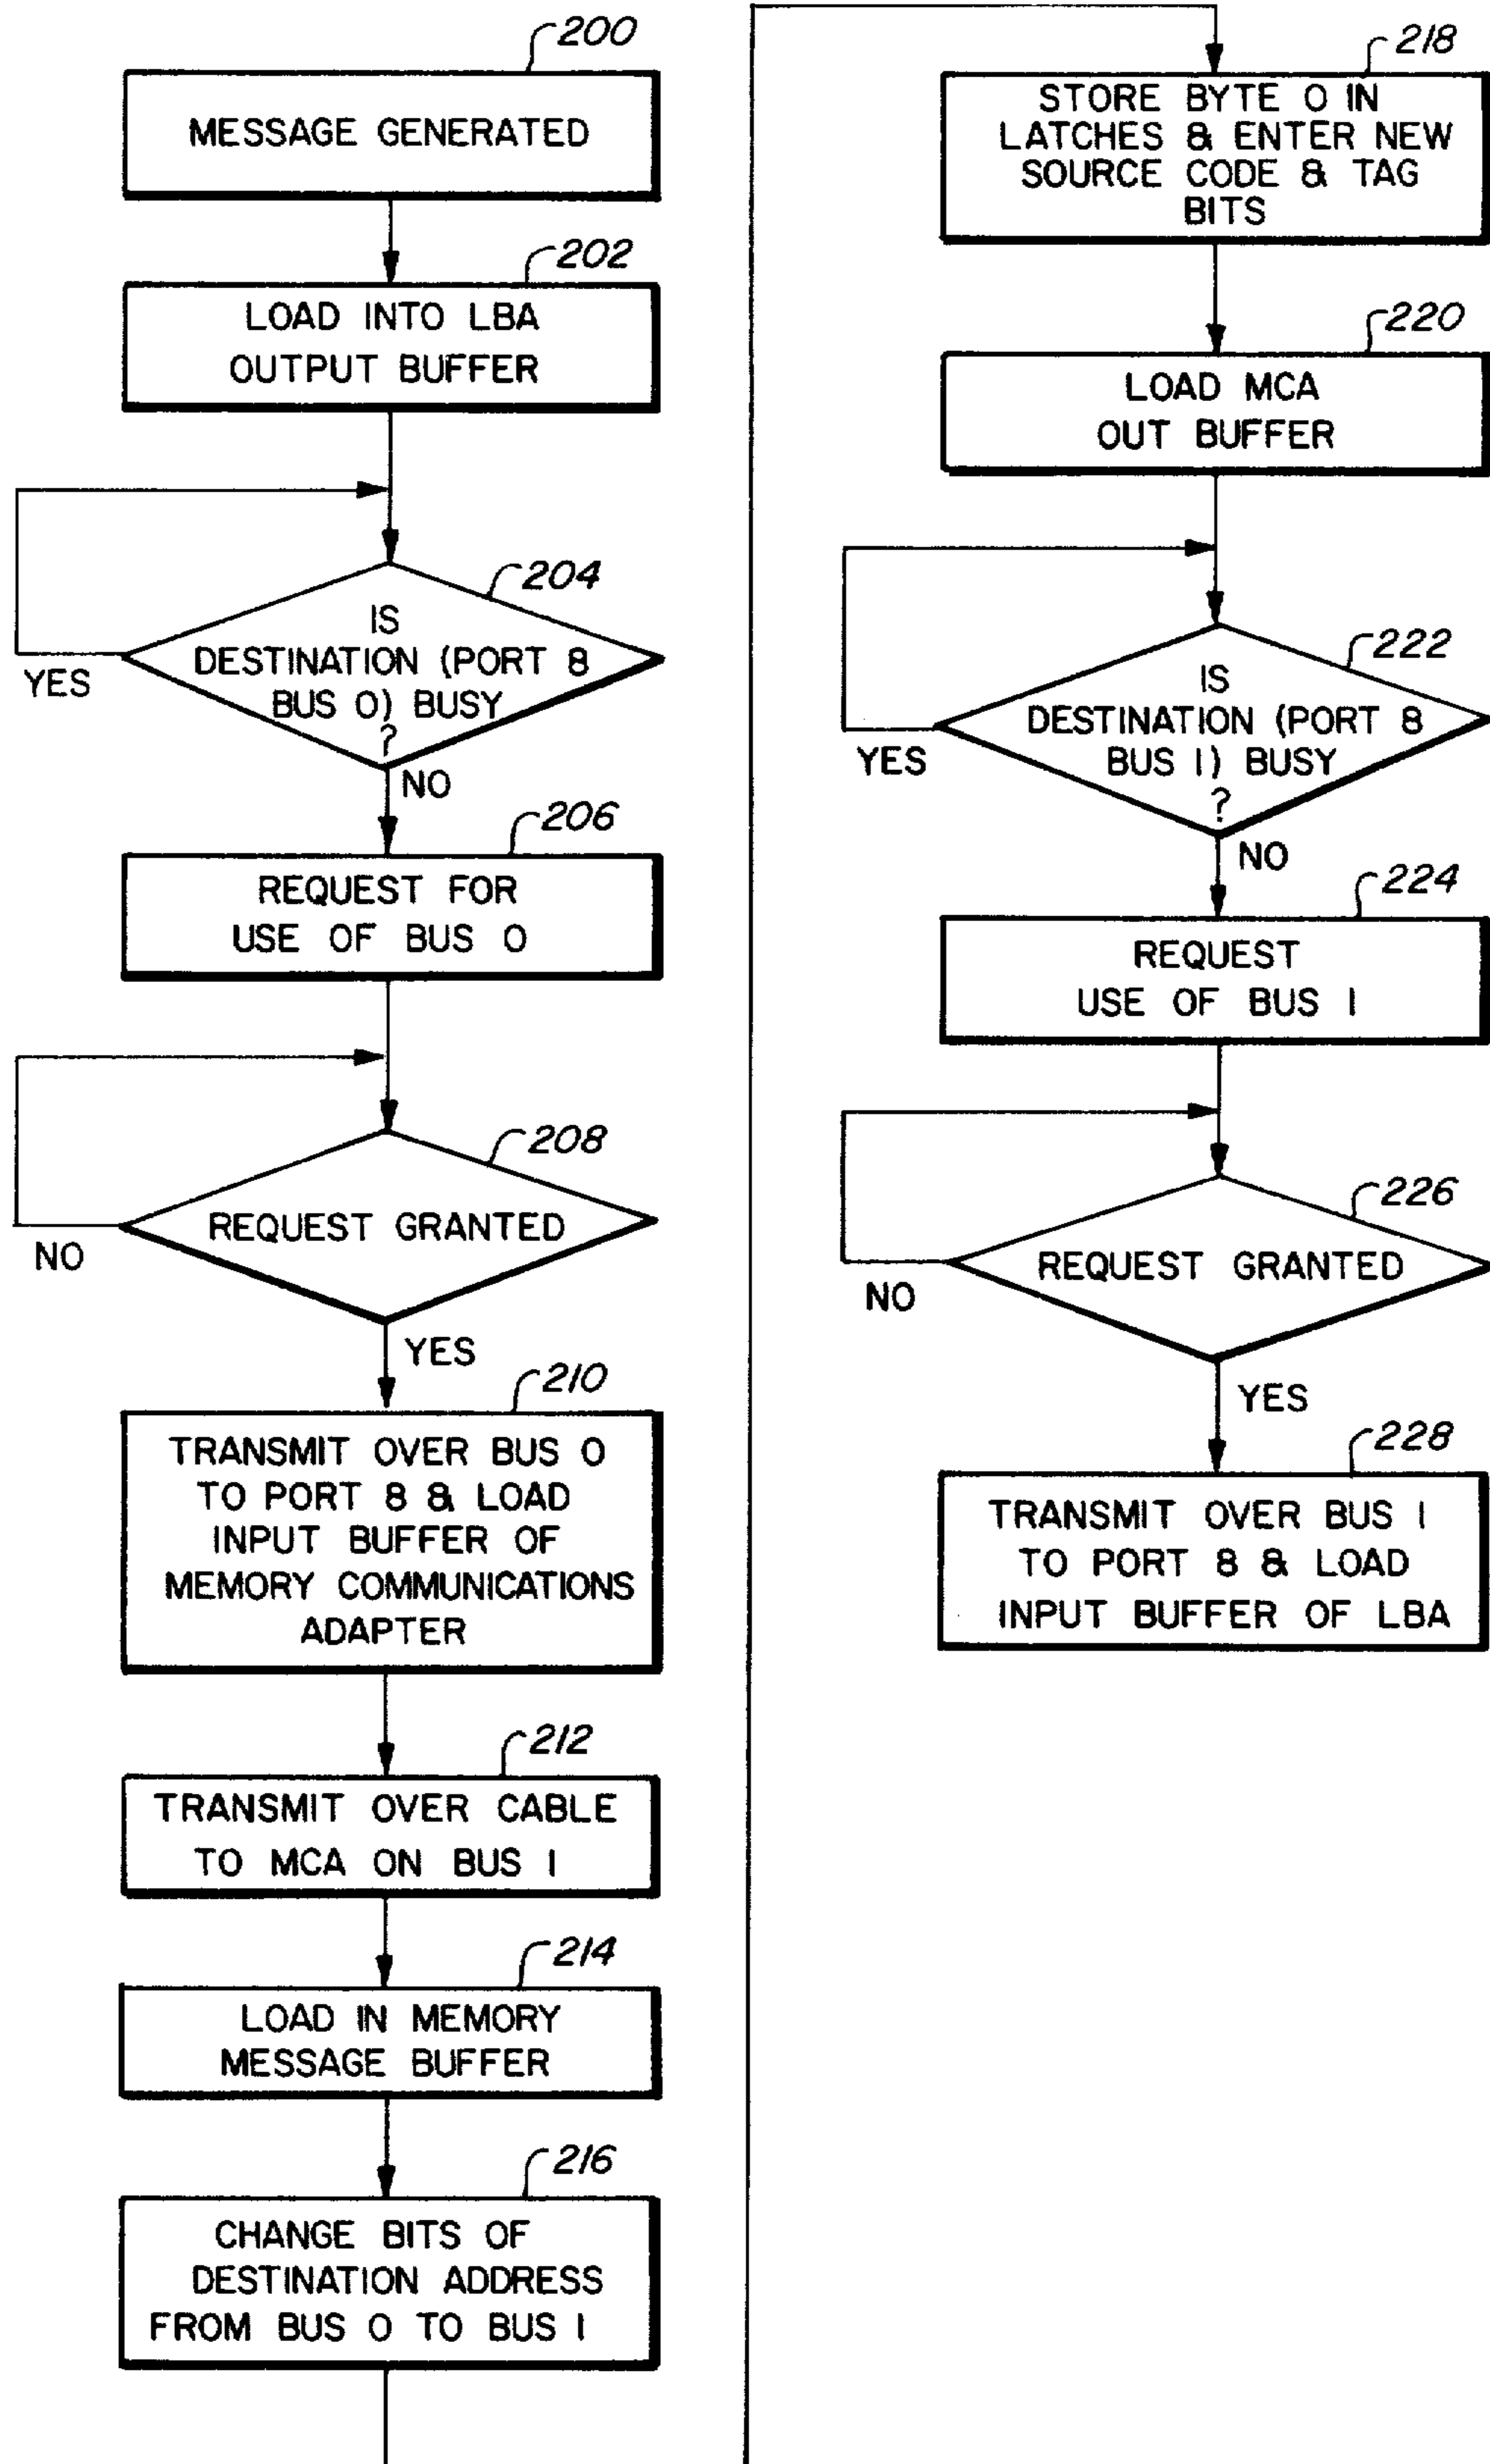 200
MESSAGE GENERATED
202
LOAD INTO LBA
OUTPUT BUFFER
204
IS
DESTINATION (PORT 8
BUS 0) BUSY
?
YES
NO
206
REQUEST FOR
USE OF BUS 0
208
REQUEST GRANTED
NO
YES
210
TRANSMIT OVER BUS 0
TO PORT 8 & LOAD
INPUT BUFFER OF
MEMORY COMMUNICATIONS
ADAPTER
212
TRANSMIT OVER CABLE
TO MCA ON BUS 1
214
LOAD IN MEMORY
MESSAGE BUFFER
216
CHANGE BITS OF
DESTINATION ADDRESS
FROM BUS 0 TO BUS 1
218
STORE BYTE 0 IN
LATCHES & ENTER NEW
SOURCE CODE & TAG
BITS
220
LOAD MCA
OUT BUFFER
222
IS
DESTINATION (PORT 8
BUS 1) BUSY
?
YES
NO
224
REQUEST
USE OF BUS 1
226
REQUEST GRANTED
NO
YES
228
TRANSMIT OVER BUS 1
TO PORT 8 & LOAD
INPUT BUFFER OF LBA